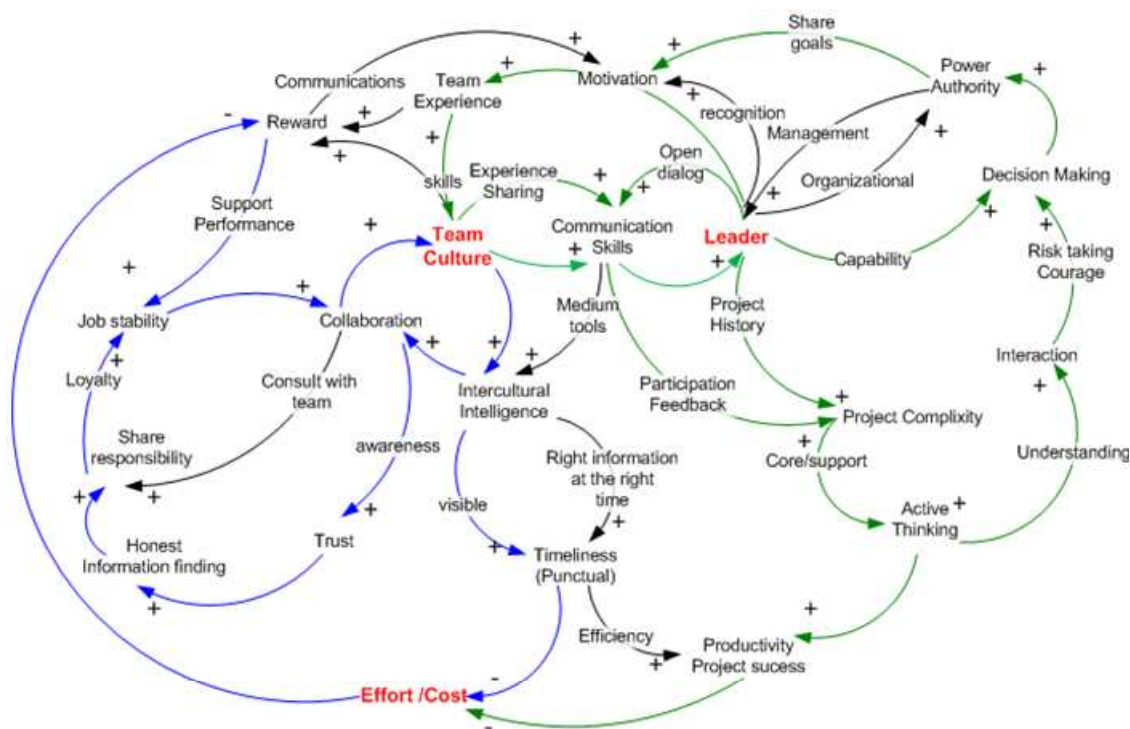 Share
goals
Communications
Team
Experience
Motivation
Power
Authority
Reward
recognition
Management
Open
dialog
skills
Experience
Sharing
Organizational
Decision Making
Support
Performance
Team
Culture
Communication
Skills
Leader
Capability
Risk taking
Courage
Job stability
Collaboration
Medium
tools
Project
History
Interaction
Loyalty
Consult with
team
Intercultural
Intelligence
Participation
Feedback
Project Complixity
Share
responsibility
awareness
Right information
at the right
time
Core/support
Understanding
visible
Active
Thinking
Honest
Information finding
Trust
Timeliness
(Punctual)
Efficiency
Productivity
Project sucess
Effort /Cost